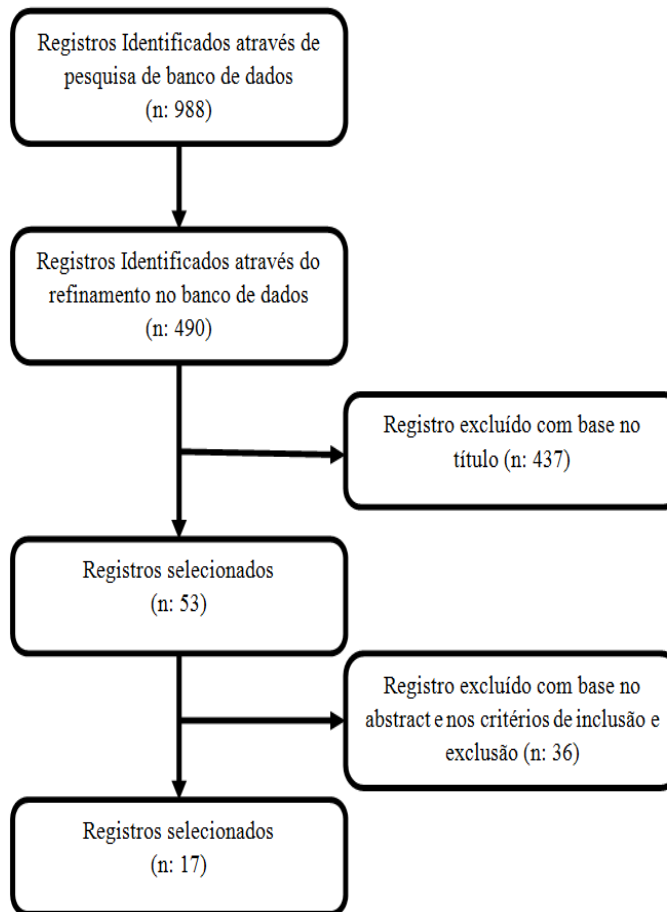 Registros Identificados através de
pesquisa de banco de dados
(n: 988)
Registros Identificados através do
refinamento no banco de dados
(n: 490)
Registro excluído com base no
título (n: 437)
Registros selecionados
(n: 53)
Registro excluído com base no
abstract e nos critérios de inclusão e
exclusão (n: 36)
Registros selecionados
(n: 17)